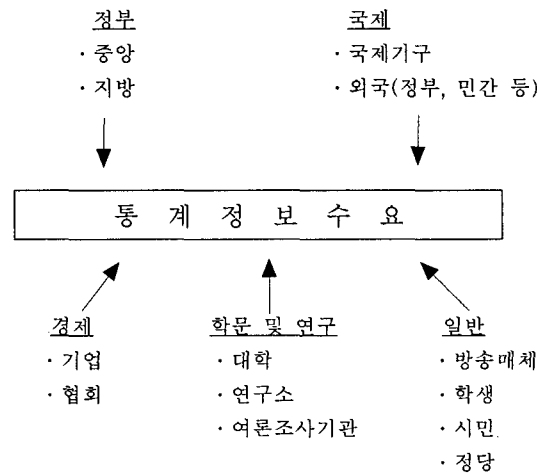 정부
· 중앙
· 지방
국제
· 국제기구
· 외국(정부, 민간 등)
통 계 정 보 수 요
경제
· 기업
· 협회
학문 및 연구
· 대학
· 연구소
· 여론조사기관
일반
· 방송매체
· 학생
· 시민
· 정당